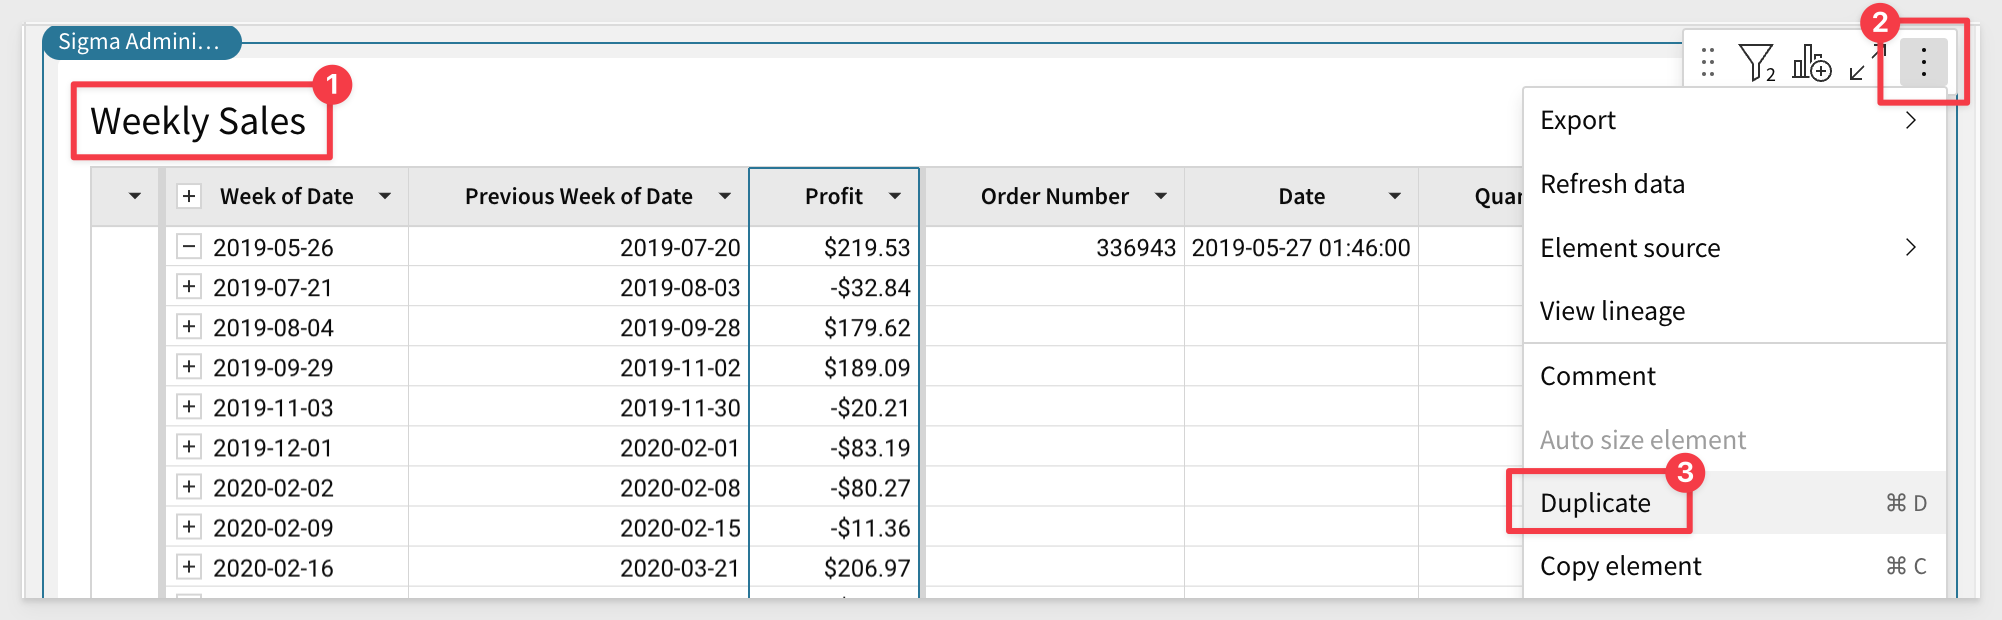 Sigma Admini...
2
1
Weekly Sales
2
Export
Refresh data
Element source
View lineage
Comment
Auto size element
3
Duplicate ⌘ D
Copy element ⌘ C
Week of Date Previous Week of Date Profit Order Number Date Quan
2019-05-26 2019-07-20 $219.53 336943 2019-05-27 01:46:00
2019-07-21 2019-08-03 -$32.84
2019-08-04 2019-09-28 $179.62
2019-09-29 2019-11-02 $189.09
2019-11-03 2019-11-30 -$20.21
2019-12-01 2020-02-01 -$83.19
2020-02-02 2020-02-08 -$80.27
2020-02-09 2020-02-15 -$11.36
2020-02-16 2020-03-21 $206.97